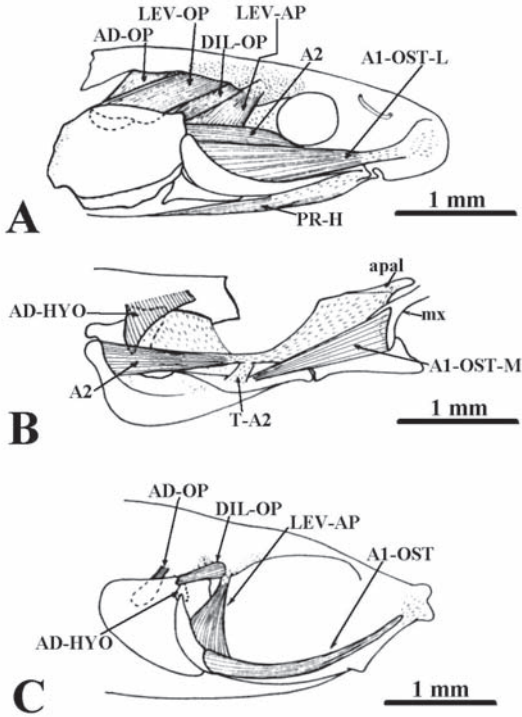 LEV-AP
LEV-OP
AD-OP
DIL-OP
A2
A1-OST-L
PR-H
A
1 mm
apal
AD-HYO
mx
A1-OST-M
A2
T-A2
B
1 mm
AD-OP
DIL-OP
LEV-AP
A1-OST
AD-HYO
C
1 mm